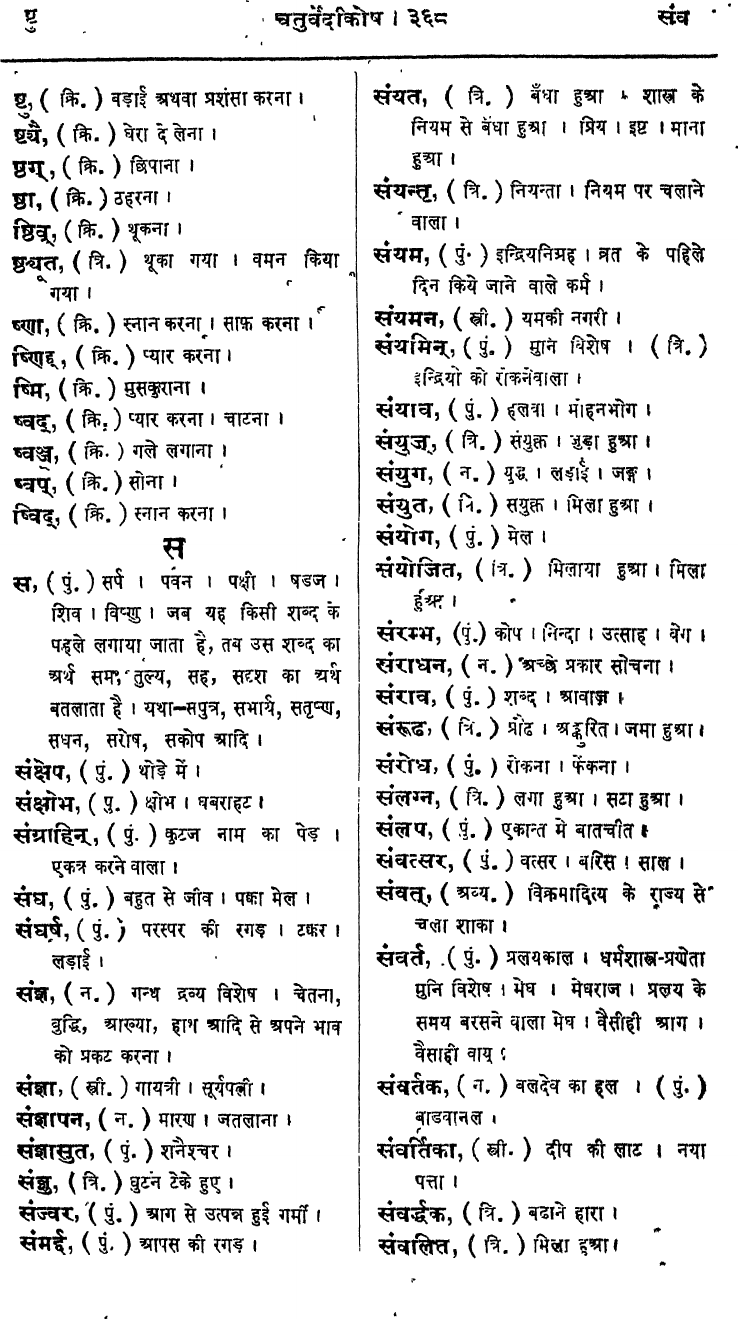 ष्टु चतुर्वेदीकोष । ३६८ संव
ष्टु, ( क्रि. ) बड़ाई अथवा प्रशंसा करना ।
ष्ट्यै, ( क्रि. ) घेरा दे लेना ।
ष्ठग्, ( क्रि. ) छिपाना ।
ष्ठा, ( क्रि. ) ठहरना ।
ष्ठिव्, ( क्रि. ) थूकना ।
ष्ठ्यूत, ( त्रि. ) थूका गया । वमन किया
गया ।
ष्णा, ( क्रि. ) स्नान करना । साफ़ करना ।
ष्णिह्, ( क्रि. ) प्यार करना ।
ष्मि, ( क्रि. ) मुसकुराना ।
ष्वद्, ( क्रि. ) प्यार करना । चाटना ।
ष्वञ्ज, ( क्रि. ) गले लगाना ।
ष्वप्, ( क्रि. ) सोना ।
ष्विद्, ( क्रि. ) स्नान करना ।
स
स, ( पुं. ) सर्प । पवन । पक्षी । षडज ।
शिव । विष्णु । जब यह किसी शब्द के
पहले लगाया जाता है, तब उस शब्द का
अर्थ सम, तुल्य, सह, सदृश का अर्थ
बतलाता है । यथा—सपुत्र, सभार्य, सतृष्ण,
सधन, सरोष, सकोप आदि ।
संक्षेप, ( पुं. ) थोड़े में ।
संक्षोभ, ( पु. ) क्षोभ । घबराहट ।
संग्राहिन्, ( पुं. ) कुटज नाम का पेड़ ।
एकत्र करने वाला ।
संघ, ( पुं. ) बहुत से जीव । पक्का मेल ।
संघर्ष, ( पुं. ) परस्पर की रगड़ । टक्कर ।
लड़ाई ।
संज्ञ, ( न. ) गन्ध द्रव्य विशेष । चेतना,
बुद्धि, आख्या, हाथ आदि से अपने भाव
को प्रकट करना ।
संज्ञा, ( स्त्री. ) गायत्री । सूर्यपत्नी ।
संज्ञापन, ( न. ) मारण । जतलाना ।
संज्ञासुत, ( पुं. ) शनैश्चर ।
संज्ञु, ( त्रि. ) घुटने टेके हुए ।
संज्वर, ( पुं. ) आग से उत्पन्न हुई गर्मी ।
संमर्द्द, ( पुं. ) आपस की रगड़ ।
संयत, ( त्रि. ) बँधा हुआ । शास्त्र के
नियम से बँधा हुआ । प्रिय । इष्ट । माना
हुआ ।
संयन्तृ, ( त्रि. ) नियन्ता । नियम पर चलाने
वाला ।
संयम, ( पुं. ) इन्द्रियनिग्रह । व्रत के पहिले
दिन किये जाने वाले कर्म ।
संयमन, ( स्त्री. ) यमकी नगरी ।
संयमिन्, ( पुं. ) मुनि विशेष । ( त्रि. )
इन्द्रियों को रोकनेवाला ।
संयाव, ( पुं. ) हलवा । मोहनभोग ।
संयुज्, ( त्रि. ) संयुक्त । जुड़ा हुआ ।
संयुग, ( न. ) युद्ध । लड़ाई । जङ्ग ।
संयुत, ( त्रि. ) सयुक्त । मिला हुआ ।
संयोग, ( पुं. ) मेल ।
संयोजित, ( त्रि. ) मिलाया हुआ । मिला
हुआ ।
संरम्भ, (पुं.) कोप । निन्दा । उत्साह । वेग ।
संराधन, ( न. ) अच्छे प्रकार सोचना ।
संराव, ( पुं. ) शब्द । आवाज़ ।
संरूढ, ( त्रि. ) प्रौढ । अङ्कुरित । जमा हुआ ।
संरोध, ( पुं. ) रोकना । फेंकना ।
संलग्न, ( त्रि. ) लगा हुआ । सटा हुआ ।
संलप, ( पुं. ) एकान्त मे बातचीत ।
संवत्सर, ( पुं. ) वत्सर । बरिस । साल ।
संवत्, ( अव्य. ) विक्रमादित्य के राज्य से
चला शाका ।
संवर्त, ( पुं. ) प्रलयकाल । धर्मशास्त्र-प्रणेता
मुनि विशेष । मेघ । मेघराज । प्रलय के
समय बरसने वाला मेघ । वैसीही आग ।
वैसाही वायु ।
संवर्तक, ( न. ) बलदेव का हल । ( पुं. )
बाडवानल ।
संवर्तिका, ( स्त्री. ) दीप की लाट । नया
पत्ता ।
संवर्द्धक, ( त्रि. ) बढाने हारा ।
संवलित, ( त्रि. ) मिला हुआ।